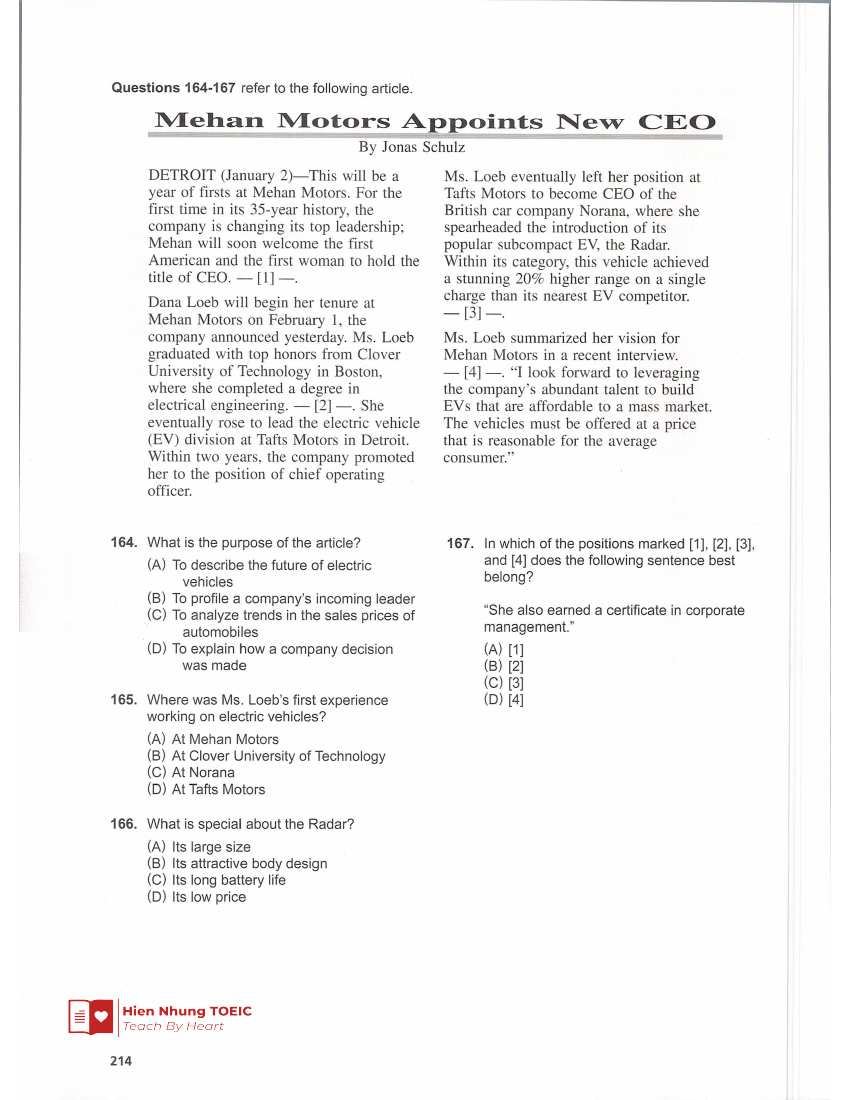 Questions 164-167 refer to the following article.
Mehan Motors Appoints New CEO
By Jonas Schulz
DETROIT (January 2)—This will be a
year of firsts at Mehan Motors. For the
first time in its 35-year history, the
company is changing its top leadership;
Mehan will soon welcome the first
American and the first woman to hold the
title of CEO. — [1] —.
Dana Loeb will begin her tenure at
Mehan Motors on February 1, the
company announced yesterday. Ms. Loeb
graduated with top honors from Clover
University of Technology in Boston,
where she completed a degree in
electrical engineering. — [2] —. She
eventually rose to lead the electric vehicle
(EV) division at Tafts Motors in Detroit.
Within two years, the company promoted
her to the position of chief operating
officer.
Ms. Loeb eventually left her position at
Tafts Motors to become CEO of the
British car company Norana, where she
spearheaded the introduction of its
popular subcompact EV, the Radar.
Within its category, this vehicle achieved
a stunning 20% higher range on a single
charge than its nearest EV competitor.
— [3] —.
Ms. Loeb summarized her vision for
Mehan Motors in a recent interview.
— [4] —. “I look forward to leveraging
the company’s abundant talent to build
EVs that are affordable to a mass market.
The vehicles must be offered at a price
that is reasonable for the average
consumer.”
164. What is the purpose of the article?
(A) To describe the future of electric
vehicles
(B) To profile a company’s incoming leader
(C) To analyze trends in the sales prices of
automobiles
(D) To explain how a company decision
was made
165. Where was Ms. Loeb’s first experience
working on electric vehicles?
(A) At Mehan Motors
(B) At Clover University of Technology
(C) At Norana
(D) At Tafts Motors
166. What is special about the Radar?
(A) Its large size
(B) Its attractive body design
(C) Its long battery life
(D) Its low price
167. In which of the positions marked [1], [2], [3],
and [4] does the following sentence best
belong?
“She also earned a certificate in corporate
management.”
(A) [1]
(B) [2]
(C) [3]
(D) [4]
Hien Nhung TOEIC
Teach By Heart
214